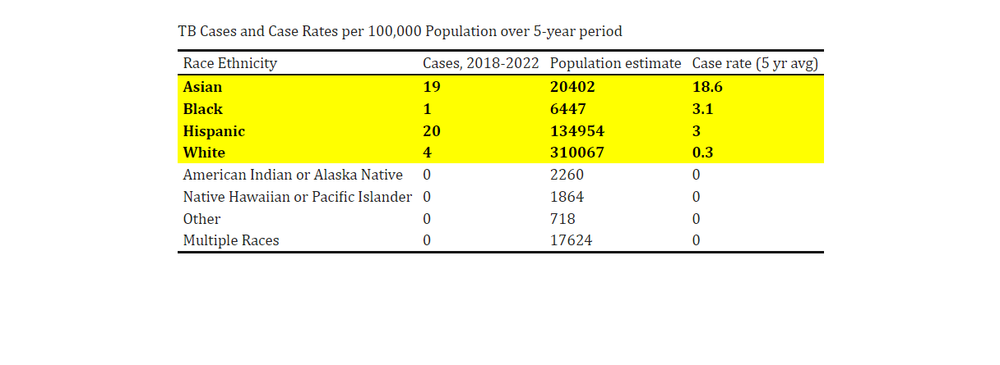 TB Cases and Case Rates per 100,000 Population over 5-year period
Race Ethnicity Cases, 2018-2022 Population estimate Case rate (5 yr avg)
Asian 19 20402 18.6
Black 1 6447 3.1
Hispanic 20 134954 3
White 4 310067 0.3
American Indian or Alaska Native 0 2260 0
Native Hawaiian or Pacific Islander 0 1864 0
Other 0 718 0
Multiple Races 0 17624 0